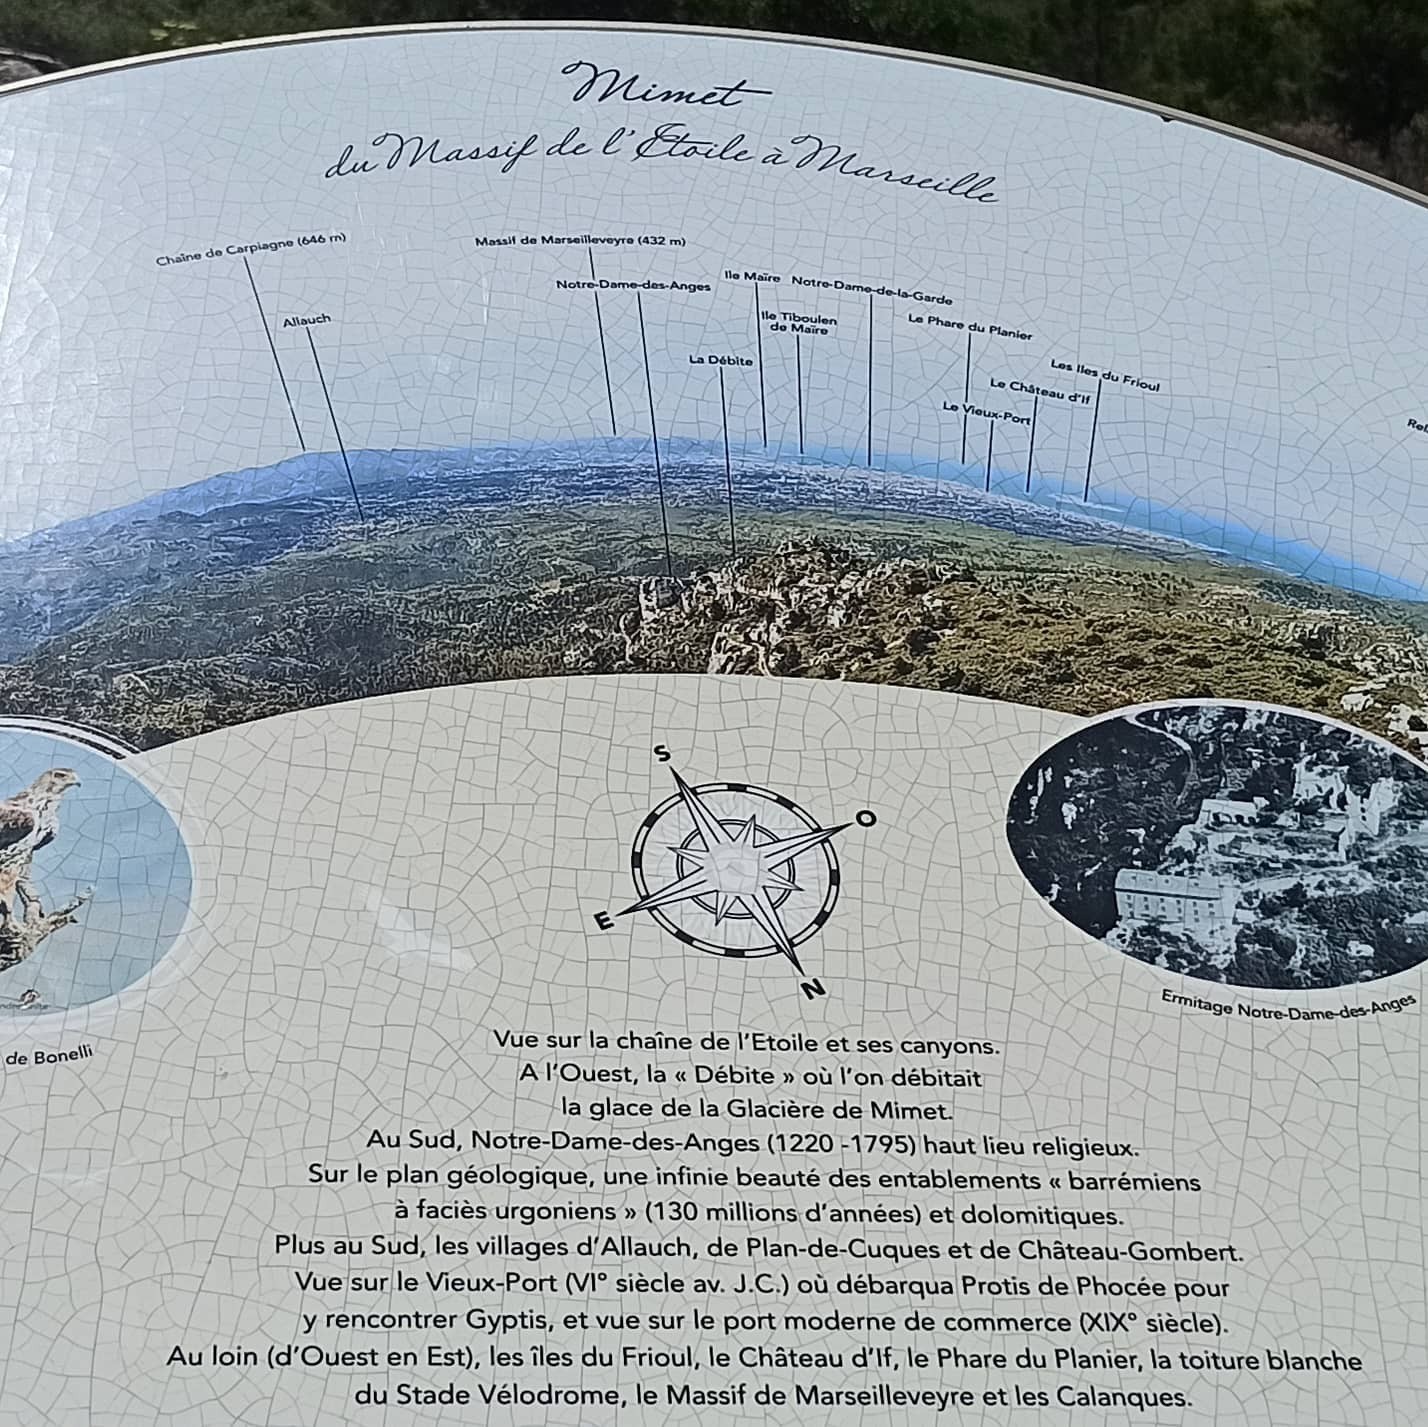 Mimet
du Massif de l'Etoile à Marseille
Chaîne de Carpiagne (646 m)
Massif de Marseilleveyre (432 m)
Notre-Dame-des-Anges
Ile Maïre
Notre-Dame-de-la-Garde
Allauch
Ile Tiboulen
de Maïre
Le Phare du Planier
La Débite
Les Iles du Frioul
Le Château d'If
Le Vieux-Port
S
O
E
N
de Bonelli
Ermitage Notre-Dame-des-Anges
Vue sur la chaîne de l'Etoile et ses canyons.
A l'Ouest, la « Débite » où l'on débitait
la glace de la Glacière de Mimet.
Au Sud, Notre-Dame-des-Anges (1220 -1795) haut lieu religieux.
Sur le plan géologique, une infinie beauté des entablements « barrémiens
à faciès urgoniens » (130 millions d'années) et dolomitiques.
Plus au Sud, les villages d'Allauch, de Plan-de-Cuques et de Château-Gombert.
Vue sur le Vieux-Port (VI° siècle av. J.C.) où débarqua Protis de Phocée pour
y rencontrer Gyptis, et vue sur le port moderne de commerce (XIX° siècle).
Au loin (d'Ouest en Est), les îles du Frioul, le Château d'If, le Phare du Planier, la toiture blanche
du Stade Vélodrome, le Massif de Marseilleveyre et les Calanques.